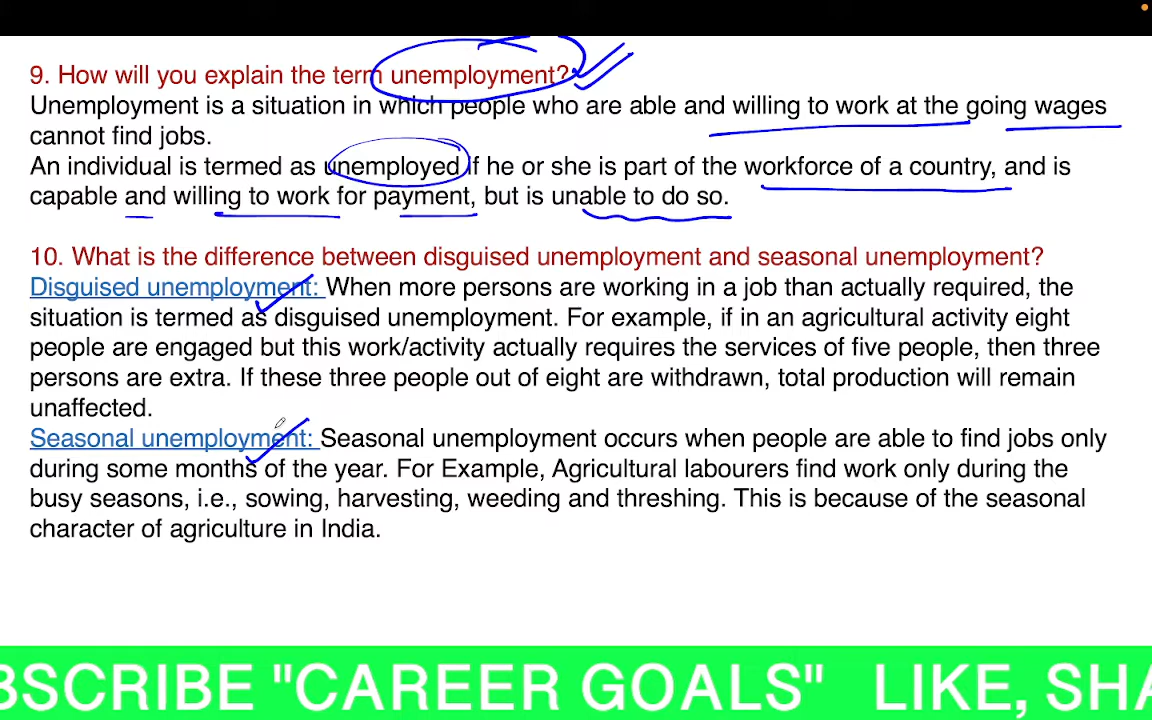 9. How will you explain the term unemployment?
Unemployment is a situation in which people who are able and willing to work at the going wages
cannot find jobs.
An individual is termed as unemployed if he or she is part of the workforce of a country, and is
capable and willing to work for payment, but is unable to do so.
10. What is the difference between disguised unemployment and seasonal unemployment?
Disguised unemployment: When more persons are working in a job than actually required, the
situation is termed as disguised unemployment. For example, if in an agricultural activity eight
people are engaged but this work/activity actually requires the services of five people, then three
persons are extra. If these three people out of eight are withdrawn, total production will remain
unaffected.
Seasonal unemployment: Seasonal unemployment occurs when people are able to find jobs only
during some months of the year. For Example, Agricultural labourers find work only during the
busy seasons, i.e., sowing, harvesting, weeding and threshing. This is because of the seasonal
character of agriculture in India.
BSCRIBE "CAREER GOALS" LIKE, SHA